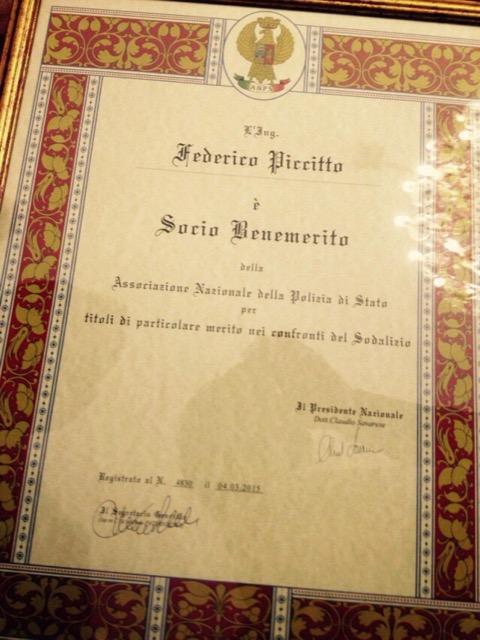 A.N.P.S.
L'Ing.
Federico Piccitto
è
Socio Benemerito
della
Associazione Nazionale della Polizia di Stato
per
titoli di particolare merito nei confronti del Sodalizio
Il Presidente Nazionale
Dott. Claudio Savarese
Registrato al N. 4830 il 04.03.2015
Il Segretario Generale